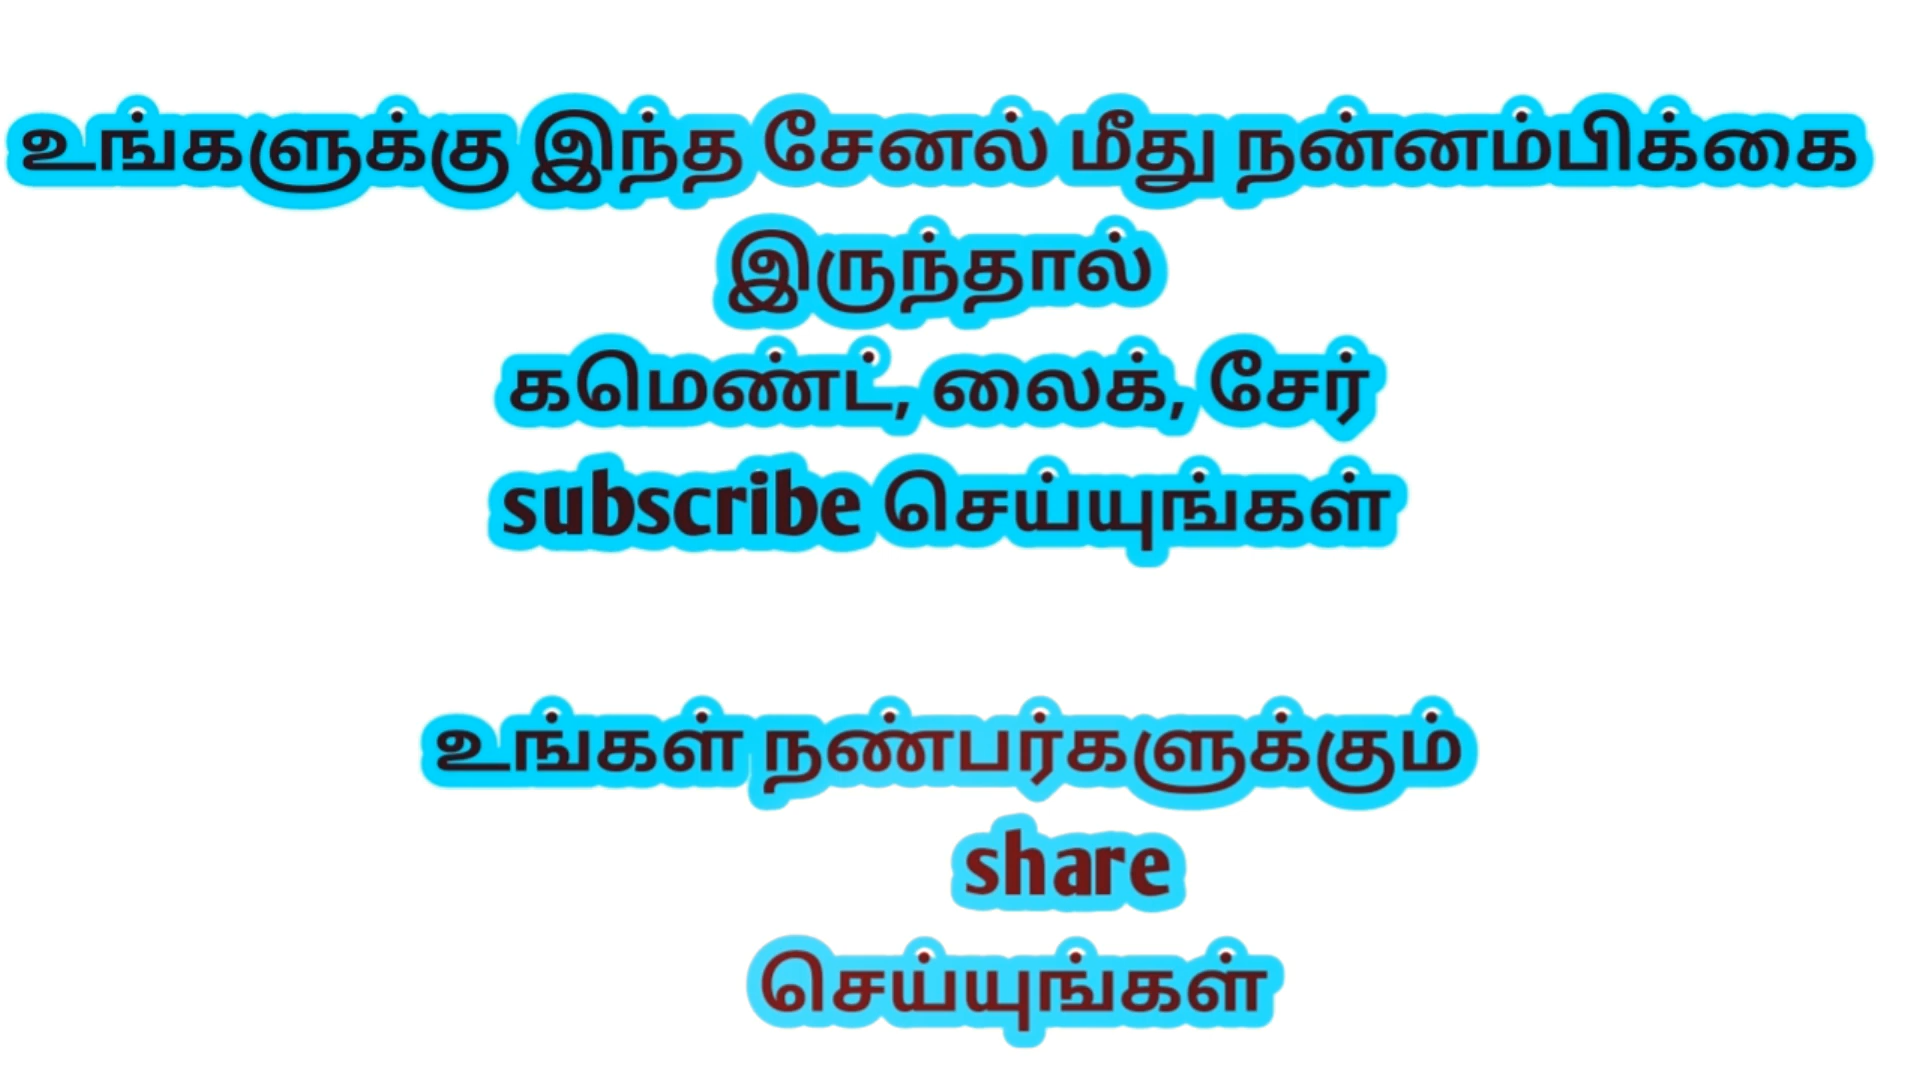 உங்களுக்கு இந்த சேனல் மீது நன்னம்பிக்கை
இருந்தால்
கமெண்ட், லைக், சேர்
subscribe செய்யுங்கள்
உங்கள் நண்பர்களுக்கும்
share
செய்யுங்கள்